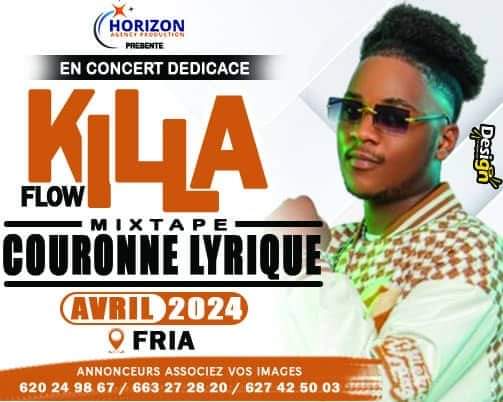 HORIZON
AGENCY PRODUCTION
PRESENTE
EN CONCERT DEDICACE
KILLA
FLOW
MIXTAPE
COURONNE LYRIQUE
AVRIL 2024
FRIA
ANNONCEURS ASSOCIEZ VOS IMAGES
620 24 98 67 / 663 27 28 20 / 627 42 50 03
Design